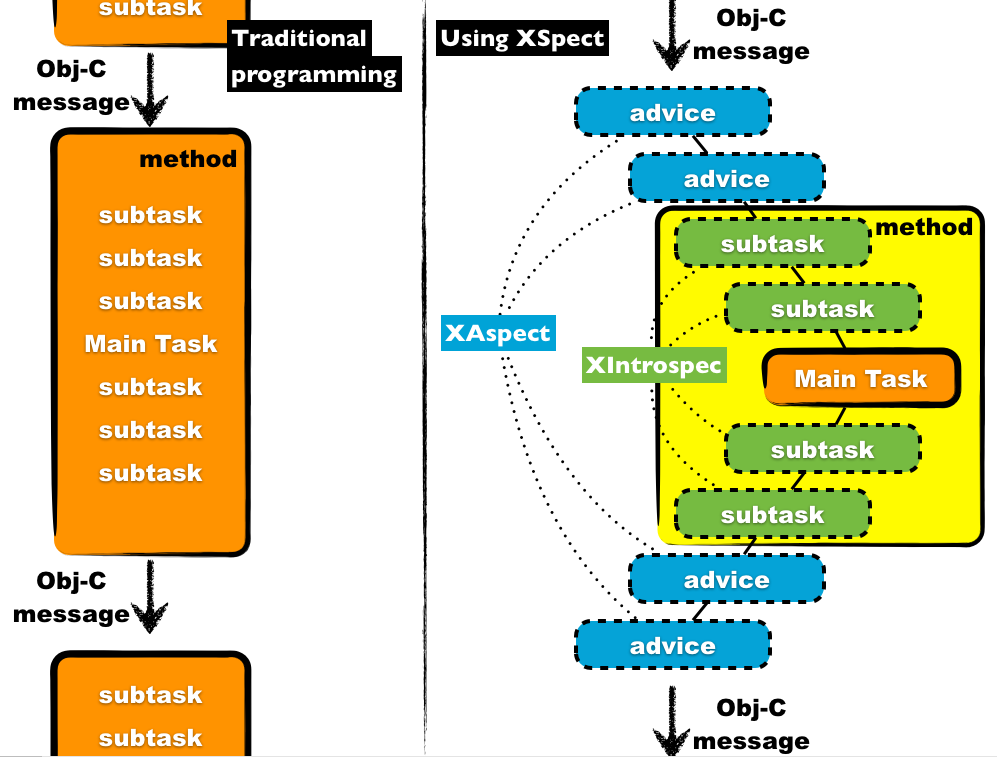 subtask
Traditional
programming
Obj-C
message
method
subtask
subtask
subtask
Main Task
subtask
subtask
subtask
Obj-C
message
subtask
subtask
Using XSpect
Obj-C
message
advice
advice
method
subtask
subtask
XAspect
XIntrospec
Main Task
subtask
subtask
advice
advice
Obj-C
message